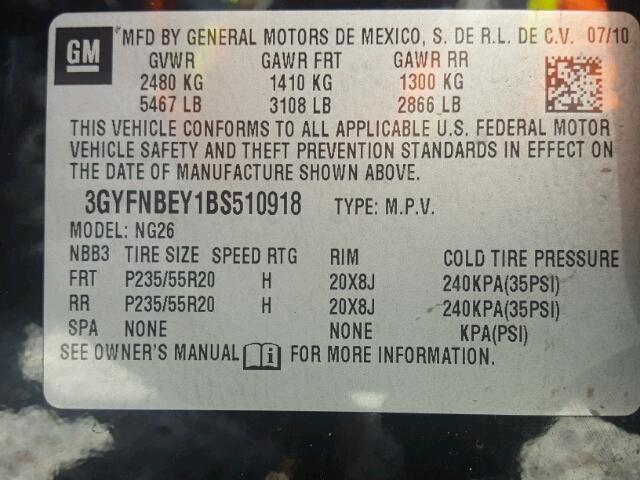 GM *MFD BY GENERAL MOTORS DE MEXICO, S. DE R.L. DE C.V. 07/10
GVWR GAWR FRT GAWR RR
2480 KG 1410 KG 1300 KG
5467 LB 3108 LB 2866 LB
THIS VEHICLE CONFORMS TO ALL APPLICABLE U.S. FEDERAL MOTOR
VEHICLE SAFETY AND THEFT PREVENTION STANDARDS IN EFFECT ON
THE DATE OF MANUFACTURE SHOWN ABOVE.
3GYFNBEY1BS510918 TYPE: M.P.V.
MODEL: NG26
NBB3 TIRE SIZE SPEED RTG RIM COLD TIRE PRESSURE
FRT P235/55R20 H 20X8J 240KPA(35PSI)
RR P235/55R20 H 20X8J 240KPA(35PSI)
SPA NONE NONE KPA(PSI)
SEE OWNER'S MANUAL FOR MORE INFORMATION.